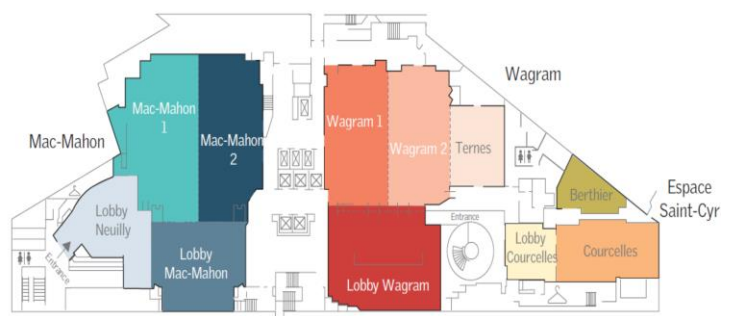 Wagram
Mac-Mahon
Mac-Mahon
1
Mac-Mahon
2
Wagram 1
Wagram 2
Ternes
Berthier
Espace
Saint-Cyr
Lobby
Neuilly
Entrance
Lobby
Mac-Mahon
Lobby Wagram
Entrance
Lobby
Courcelles
Courcelles